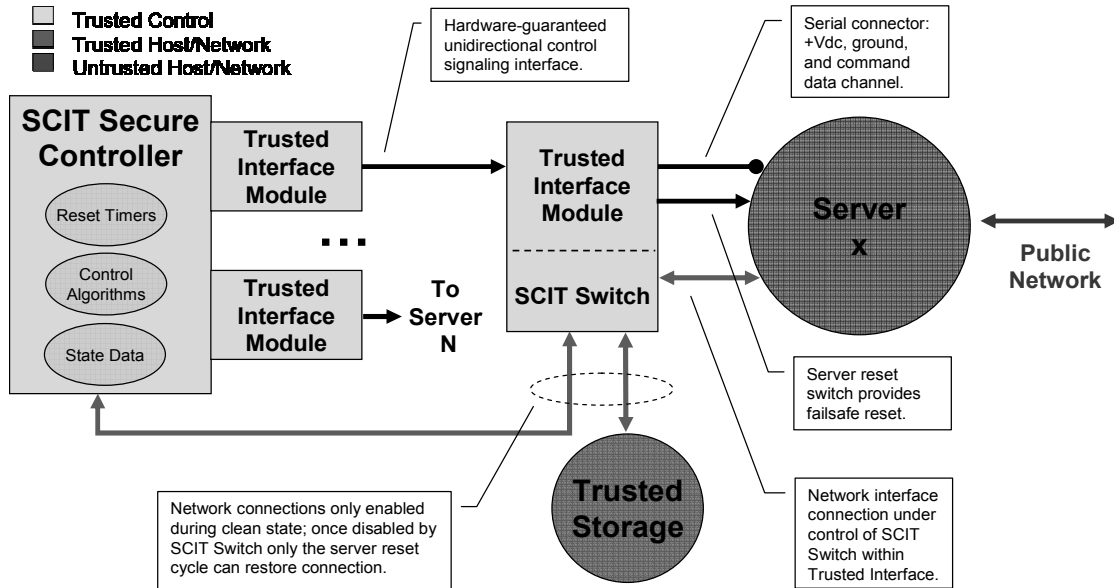 Trusted Control
Trusted Host/Network
Untrusted Host/Network
Hardware-guaranteed
unidirectional control
signaling interface.
Serial connector:
+Vdc, ground,
and command
data channel.
SCIT Secure
Controller
Reset Timers
Control
Algorithms
State Data
Trusted
Interface
Module
...
Trusted
Interface
Module
To
Server
N
Trusted
Interface
Module
SCIT Switch
Server
x
Public
Network
Server reset
switch provides
failsafe reset.
Trusted
Storage
Network connections only enabled
during clean state; once disabled by
SCIT Switch only the server reset
cycle can restore connection.
Network interface
connection under
control of SCIT
Switch within
Trusted Interface.